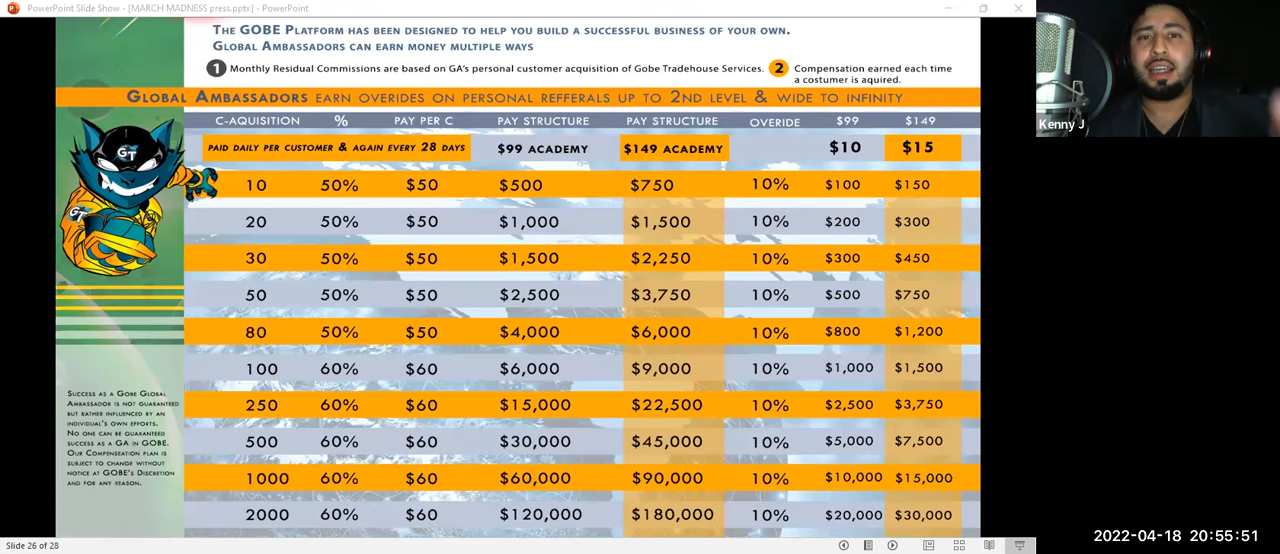 PowerPoint Slide Show - [MARCH MADNESS press.pptx] - PowerPoint
THE GOBE PLATFORM HAS BEEN DESIGNED TO HELP YOU BUILD A SUCCESSFUL BUSINESS OF YOUR OWN.
GLOBAL AMBASSADORS CAN EARN MONEY MULTIPLE WAYS
1 Monthly Residual Commissions are based on GA's personal customer acquisition of Gobe Tradehouse Services. 2 Compensation earned each time
a costumer is aquired.
GLOBAL AMBASSADORS EARN OVERIDES ON PERSONAL REFFERALS UP TO 2ND LEVEL & WIDE TO INFINITY
C-AQUISITION % PAY PER C PAY STRUCTURE PAY STRUCTURE OVERIDE $99 $149
PAID DAILY PER CUSTOMER & AGAIN EVERY 28 DAYS $99 ACADEMY $149 ACADEMY $10 $15
10 50% $50 $500 $750 10% $100 $150
20 50% $50 $1,000 $1,500 10% $200 $300
30 50% $50 $1,500 $2,250 10% $300 $450
50 50% $50 $2,500 $3,750 10% $500 $750
80 50% $50 $4,000 $6,000 10% $800 $1,200
100 60% $60 $6,000 $9,000 10% $1,000 $1,500
250 60% $60 $15,000 $22,500 10% $2,500 $3,750
500 60% $60 $30,000 $45,000 10% $5,000 $7,500
1000 60% $60 $60,000 $90,000 10% $10,000 $15,000
2000 60% $60 $120,000 $180,000 10% $20,000 $30,000
GT
GT
SUCCESS AS A GOBE GLOBAL
AMBASSADOR IS NOT GUARANTEED
BUT RATHER INFLUENCED BY AN
INDIVIDUAL'S OWN EFFORTS.
NO ONE CAN BE GUARANTEED
SUCCESS AS A GA IN GOBE.
OUR COMPENSATION PLAN IS
SUBJECT TO CHANGE WITHOUT
NOTICE AT GOBE'S DISCRETION
AND FOR ANY REASON.
Kenny J
Slide 26 of 28
2022-04-18 20:55:51